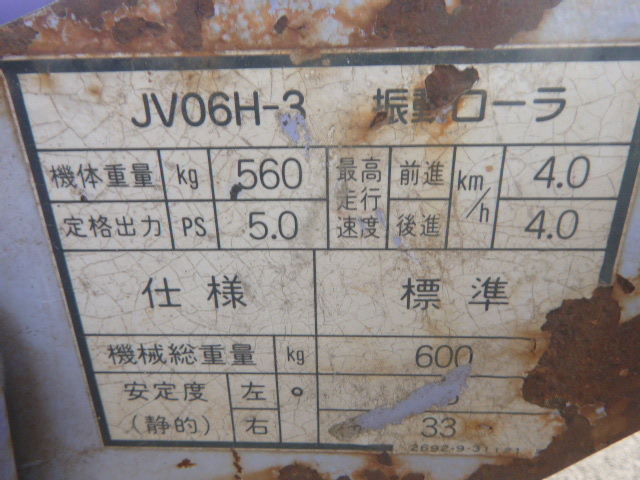 JV06H-3 振動ローラ
機体重量 kg 560 最高走行速度 前進 km/h 4.0
定格出力 PS 5.0 後進 4.0
仕様 標準
機械総重量 kg 600
安定度 (静的) 左 °
右 33